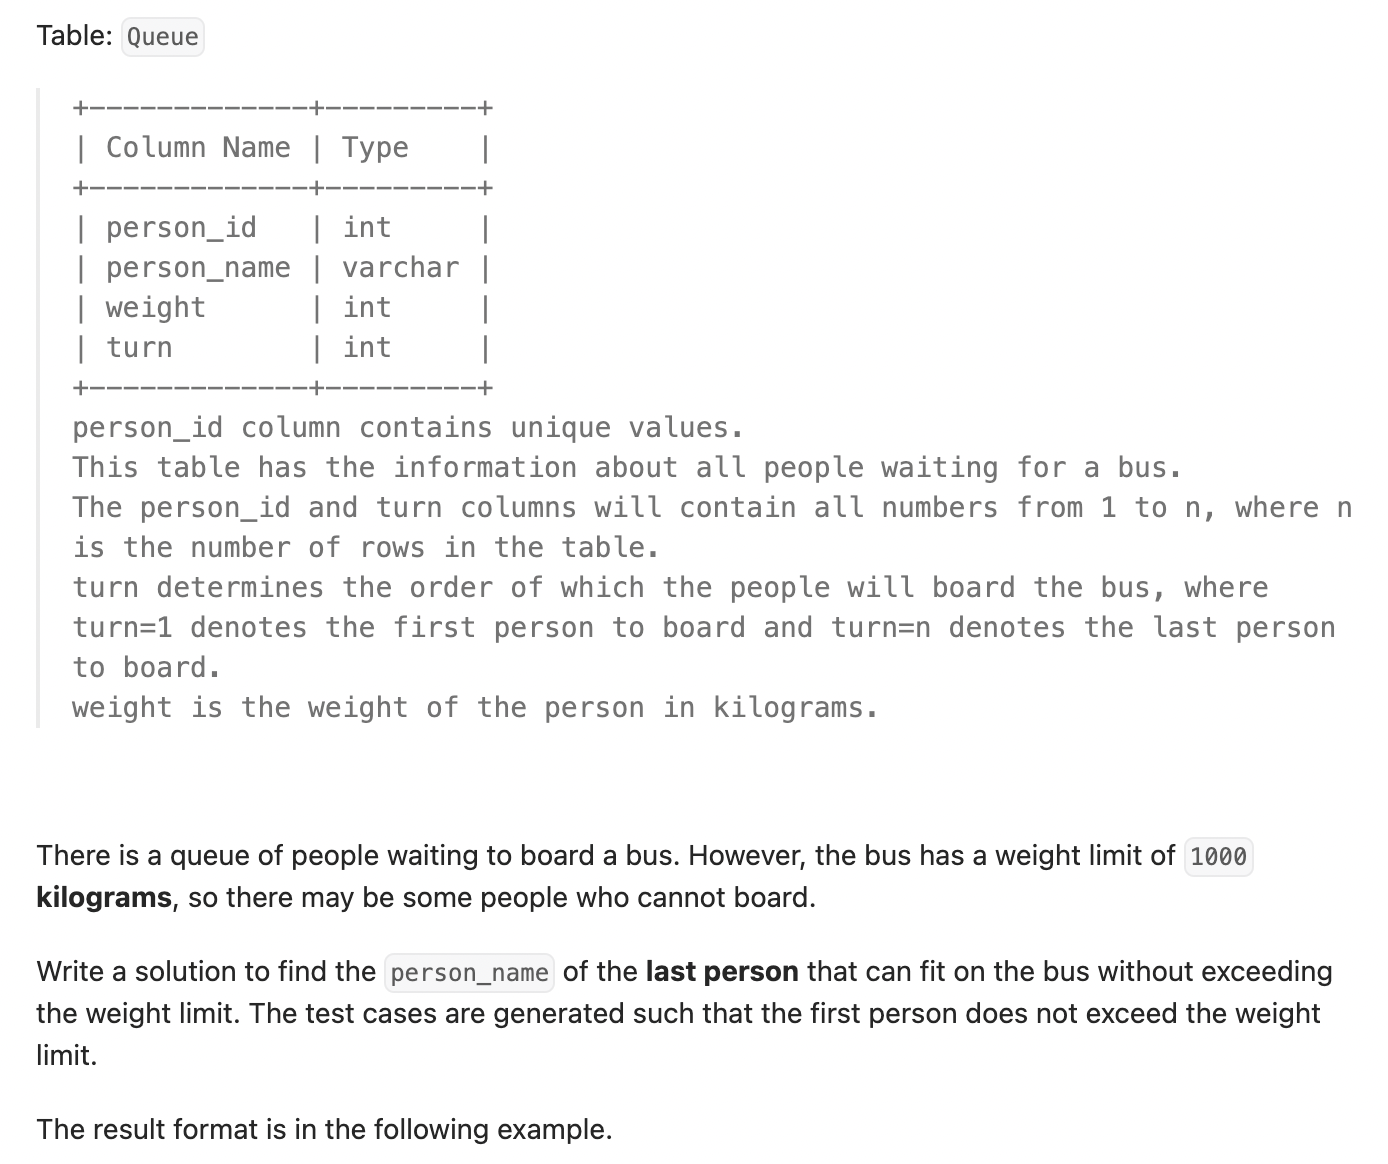 Table: Queue
+-------------+---------+
| Column Name | Type    |
+-------------+---------+
| person_id   | int     |
| person_name | varchar |
| weight      | int     |
| turn        | int     |
+-------------+---------+
person_id column contains unique values.
This table has the information about all people waiting for a bus.
The person_id and turn columns will contain all numbers from 1 to n, where n
is the number of rows in the table.
turn determines the order of which the people will board the bus, where
turn=1 denotes the first person to board and turn=n denotes the last person
to board.
weight is the weight of the person in kilograms.
There is a queue of people waiting to board a bus. However, the bus has a weight limit of 1000
kilograms, so there may be some people who cannot board.
Write a solution to find the person_name of the last person that can fit on the bus without exceeding
the weight limit. The test cases are generated such that the first person does not exceed the weight
limit.
The result format is in the following example.